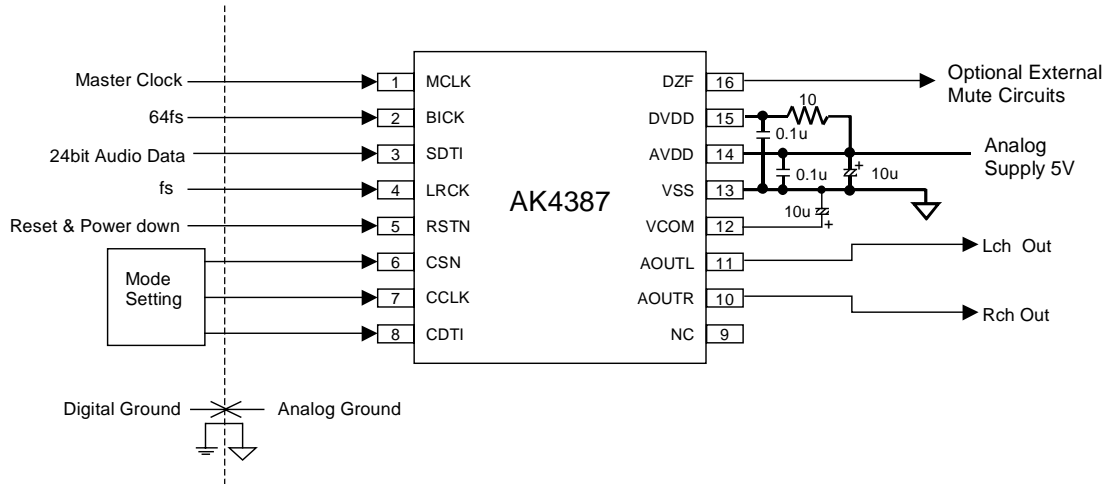 Master Clock
64fs
24bit Audio Data
fs
Reset & Power down
Mode
Setting
1 MCLK
2 BICK
3 SDTI
4 LRCK
5 RSTN
6 CSN
7 CCLK
8 CDTI
AK4387
DZF 16
DVDD 15
AVDD 14
VSS 13
VCOM 12
AOUTL 11
AOUTR 10
NC 9
Optional External
Mute Circuits
10
0.1u
Analog
Supply 5V
0.1u
10u
10u
+
+
Lch Out
Rch Out
Digital Ground
Analog Ground